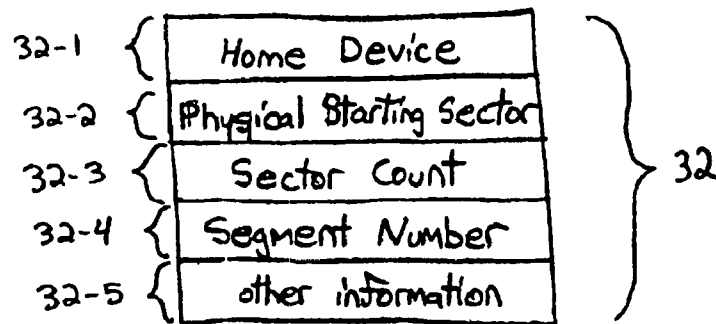 32-1 Home Device
32-2 Physical Starting Sector
32-3 Sector Count 32
32-4 Segment Number
32-5 other information